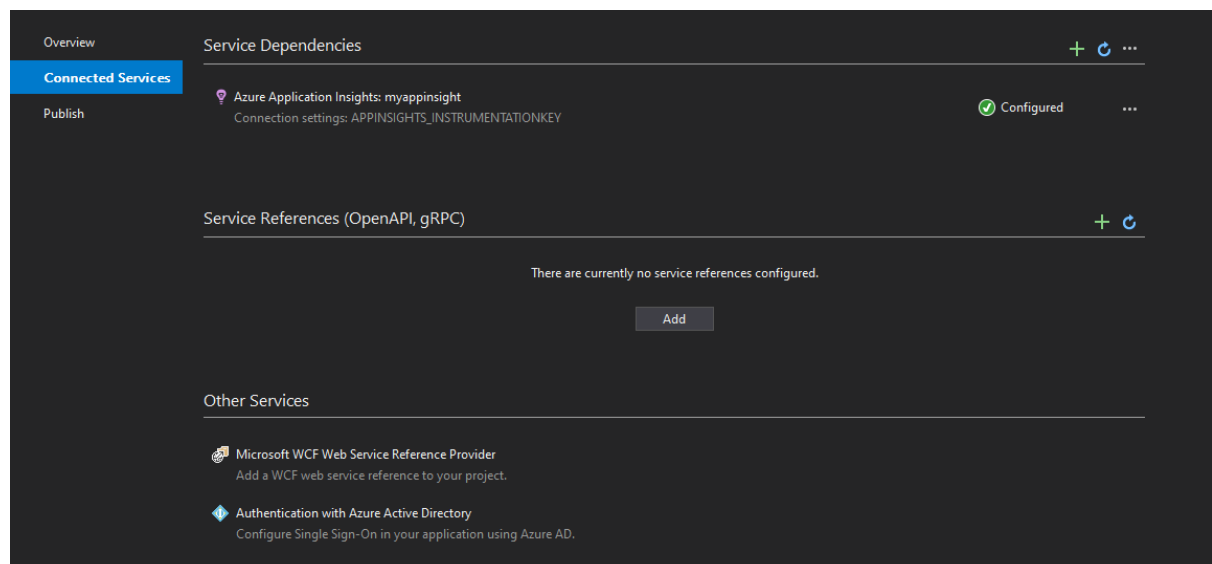 Overview
Connected Services
Publish
Service Dependencies
Azure Application Insights: myappinsight
Connection settings: APPINSIGHTS_INSTRUMENTATIONKEY
Configured
Service References (OpenAPI, gRPC)
There are currently no service references configured.
Add
Other Services
Microsoft WCF Web Service Reference Provider
Add a WCF web service reference to your project.
Authentication with Azure Active Directory
Configure Single Sign-On in your application using Azure AD.